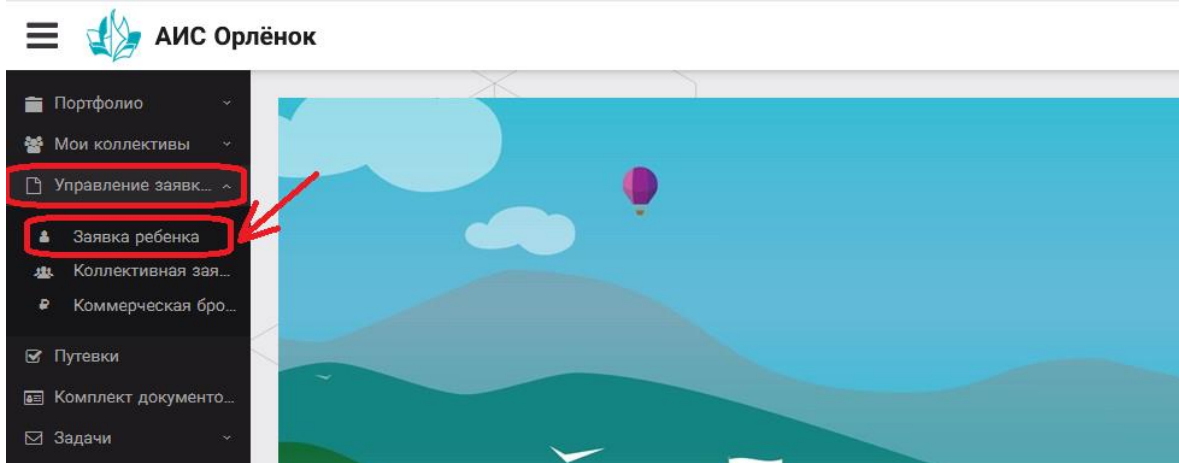 АИС Орлёнок
Портфолио
Мои коллективы
Управление заявк...
Заявка ребенка
Коллективная зая...
Коммерческая бро...
Путевки
Комплект документо...
Задачи